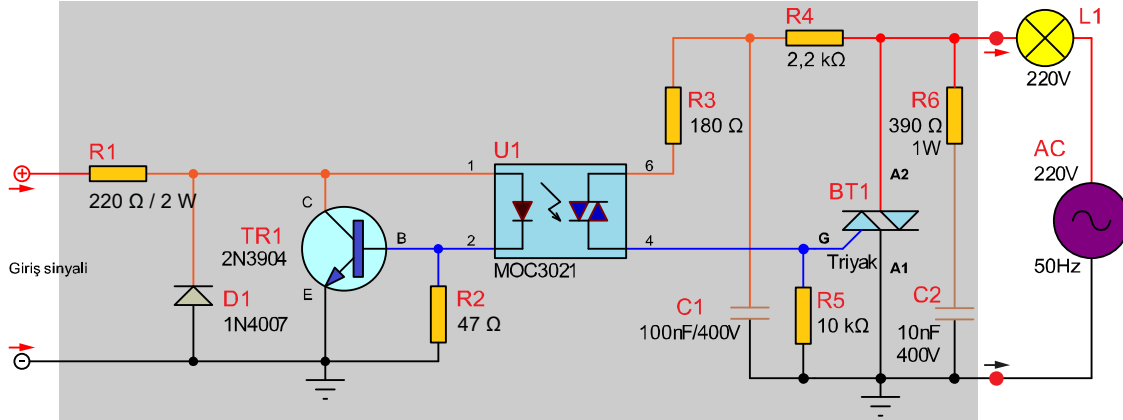 R1
220 Ω / 2 W
Giriş sinyali
D1
1N4007
TR1
2N3904
C
B
E
R2
47 Ω
U1
1
2
6
4
MOC3021
R3
180 Ω
R4
2,2 kΩ
C1
100nF/400V
R5
10 kΩ
BT1
Triyak
G
A2
A1
R6
390 Ω
1W
C2
10nF
400V
L1
220V
AC
220V
50Hz